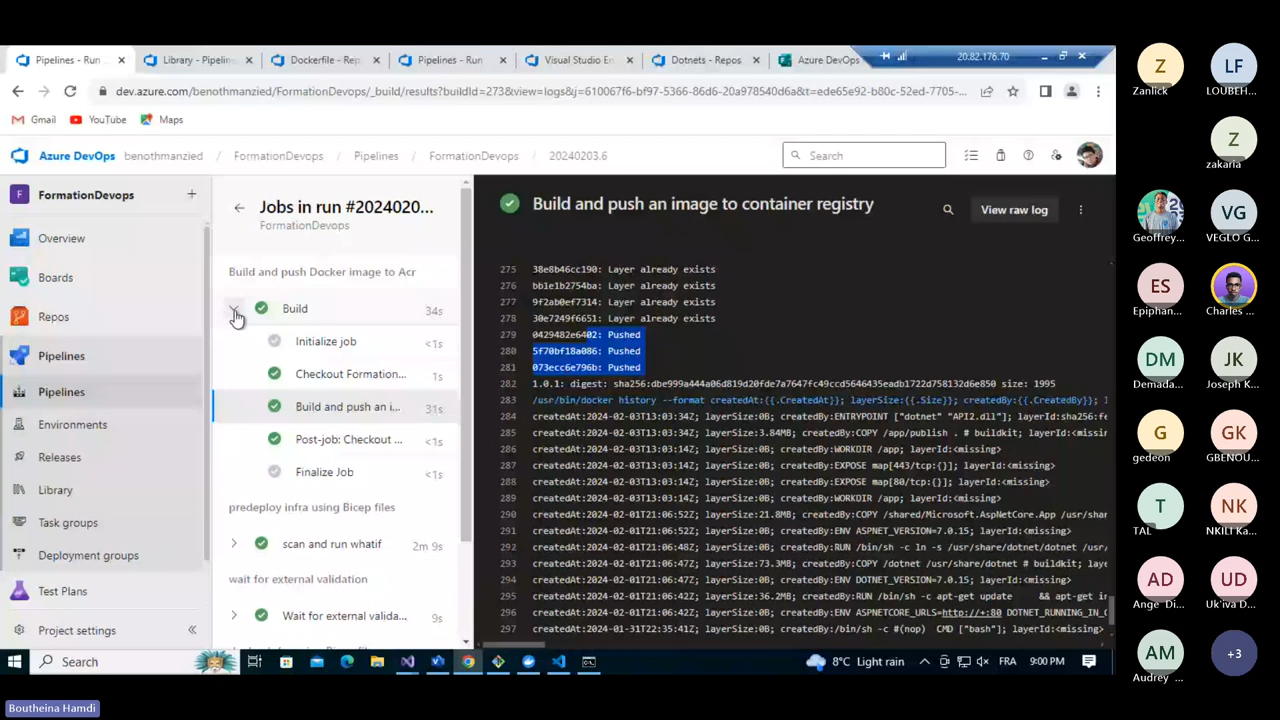 Pipelines - Run
Library - Pipelin
Dockerfile - Rep
Pipelines - Run
Visual Studio En
Dotnets - Repos
Azure DevOps
20.82.176.70
dev.azure.com/benothmanzied/FormationDevops/_build/results?buildId=273&view=logs&j=610067f6-bf97-5366-86d6-20a978540d6a&t=ede65e92-b80c-52ed-7705-...
Gmail
YouTube
Maps
Azure DevOps
benothmanzied / FormationDevops / Pipelines / FormationDevops / 20240203.6
Search
F FormationDevops +
Overview
Boards
Repos
Pipelines
Pipelines
Environments
Releases
Library
Task groups
Deployment groups
Test Plans
Project settings
Jobs in run #2024020...
FormationDevops
Build and push Docker image to Acr
Build 34s
Initialize job <1s
Checkout Formation... 1s
Build and push an i... 31s
Post-job: Checkout ... <1s
Finalize Job <1s
predeploy infra using Bicep files
scan and run whatif 2m 9s
wait for external validation
Wait for external valida... 9s
Build and push an image to container registry
View raw log
275 38e8b46cc190: Layer already exists
276 bb1e1b2754ba: Layer already exists
277 9f2ab0ef7314: Layer already exists
278 30e7249f6651: Layer already exists
279 0429482e6402: Pushed
280 5f70bf18a086: Pushed
281 073ecc6e796b: Pushed
282 1.0.1: digest: sha256:dbe999a444a06d819d20fde7a7647fc49ccd5646435eadb1722d758132d6e850 size: 1995
283 /usr/bin/docker history --format createdAt:{{.CreatedAt}}; layerSize:{{.Size}}; createdBy:{{.CreatedBy}};
284 createdAt:2024-02-03T13:03:34Z; layerSize:0B; createdBy:ENTRYPOINT ["dotnet" "API2.dll"]; layerId:sha256:fe
285 createdAt:2024-02-03T13:03:34Z; layerSize:3.84MB; createdBy:COPY /app/publish . # buildkit; layerId:<missin
286 createdAt:2024-02-03T13:03:14Z; layerSize:0B; createdBy:WORKDIR /app; layerId:<missing>
287 createdAt:2024-02-03T13:03:14Z; layerSize:0B; createdBy:EXPOSE map[443/tcp:{}]; layerId:<missing>
288 createdAt:2024-02-03T13:03:14Z; layerSize:0B; createdBy:EXPOSE map[80/tcp:{}]; layerId:<missing>
289 createdAt:2024-02-03T13:03:14Z; layerSize:0B; createdBy:WORKDIR /app; layerId:<missing>
290 createdAt:2024-02-01T21:06:52Z; layerSize:21.8MB; createdBy:COPY /shared/Microsoft.AspNetCore.App /usr/shar
291 createdAt:2024-02-01T21:06:50Z; layerSize:0B; createdBy:ENV ASPNET_VERSION=7.0.15; layerId:<missing>
292 createdAt:2024-02-01T21:06:48Z; layerSize:0B; createdBy:RUN /bin/sh -c ln -s /usr/share/dotnet/dotnet /usr/
293 createdAt:2024-02-01T21:06:48Z; layerSize:73.3MB; createdBy:COPY /dotnet /usr/share/dotnet # buildkit; laye
294 createdAt:2024-02-01T21:06:47Z; layerSize:0B; createdBy:ENV DOTNET_VERSION=7.0.15; layerId:<missing>
295 createdAt:2024-02-01T21:06:47Z; layerSize:36.2MB; createdBy:RUN /bin/sh -c apt-get update && apt-get in
296 createdAt:2024-02-01T21:06:42Z; layerSize:0B; createdBy:ENV ASPNETCORE_URLS=http://+:80 DOTNET_RUNNING_IN_C
297 createdAt:2024-01-31T22:35:41Z; layerSize:0B; createdBy:/bin/sh -c #(nop) CMD ["bash"]; layerId:<missing>
Search
8°C Light rain
FRA
9:00 PM
Boutheina Hamdi
Z
Zanlick
LF
LOUBEH...
Z
zakaria
Geoffrey...
VG
VEGLO G...
ES
Epiphan...
Charles ...
DM
Demada...
JK
Joseph K...
G
gedeon
GK
GBENOU...
T
TAL
NK
NKILI Ka...
AD
Ange Di...
UD
Uk'iva D...
AM
Audrey ...
+3